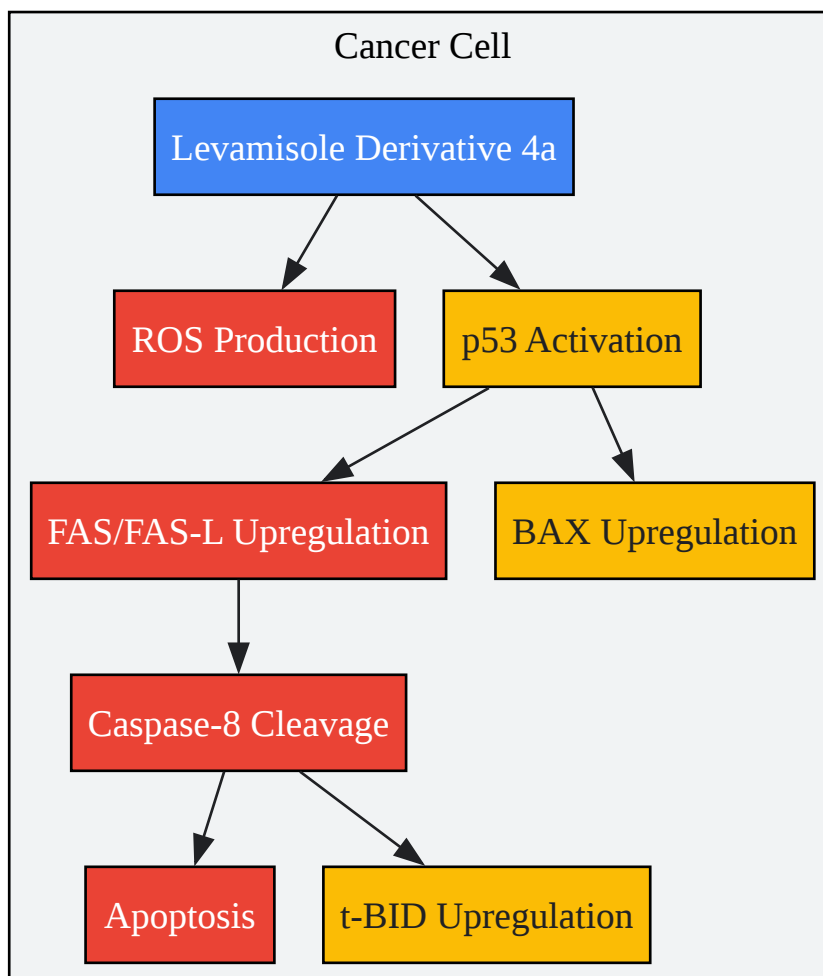 Cancer Cell
Levamisole Derivative 4a
ROS Production
p53 Activation
FAS/FAS-L Upregulation
BAX Upregulation
Caspase-8 Cleavage
Apoptosis
t-BID Upregulation